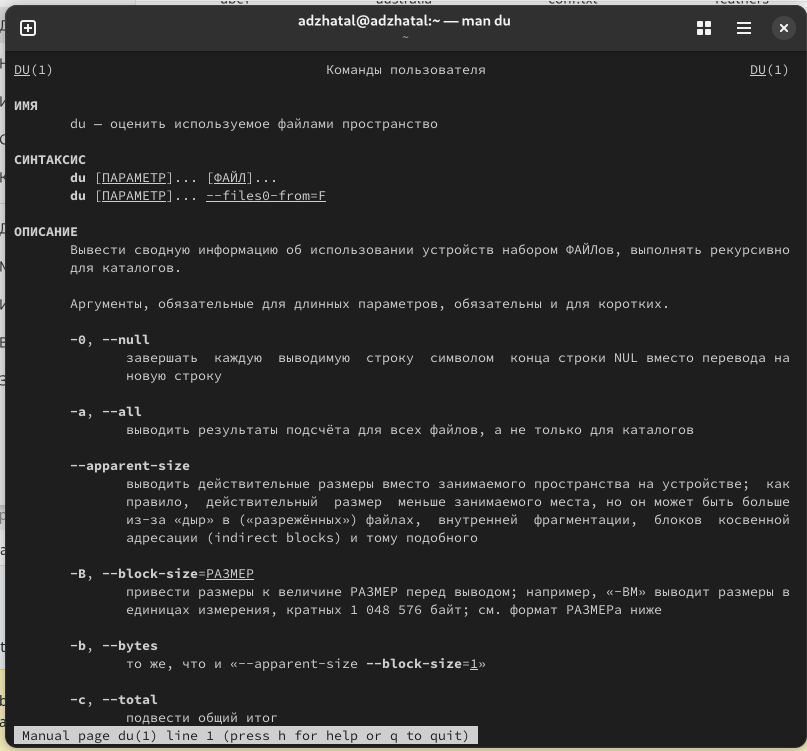 adzhatal@adzhatal:~ — man du
~
DU(1) Команды пользователя DU(1)
ИМЯ
du — оценить используемое файлами пространство
СИНТАКСИС
du [ПАРАМЕТР]... [ФАЙЛ]...
du [ПАРАМЕТР]... --files0-from=F
ОПИСАНИЕ
Вывести сводную информацию об использовании устройств набором ФАЙЛов, выполнять рекурсивно
для каталогов.
Аргументы, обязательные для длинных параметров, обязательны и для коротких.
-0, --null
завершать каждую выводимую строку символом конца строки NUL вместо перевода на
новую строку
-a, --all
выводить результаты подсчёта для всех файлов, а не только для каталогов
--apparent-size
выводить действительные размеры вместо занимаемого пространства на устройстве; как
правило, действительный размер меньше занимаемого места, но он может быть больше
из-за «дыр» в («разрежённых») файлах, внутренней фрагментации, блоков косвенной
адресации (indirect blocks) и тому подобного
-B, --block-size=РАЗМЕР
привести размеры к величине РАЗМЕР перед выводом; например, «-BM» выводит размеры в
единицах измерения, кратных 1 048 576 байт; см. формат РАЗМЕРа ниже
-b, --bytes
то же, что и «--apparent-size --block-size=1»
-c, --total
подвести общий итог
Manual page du(1) line 1 (press h for help or q to quit)